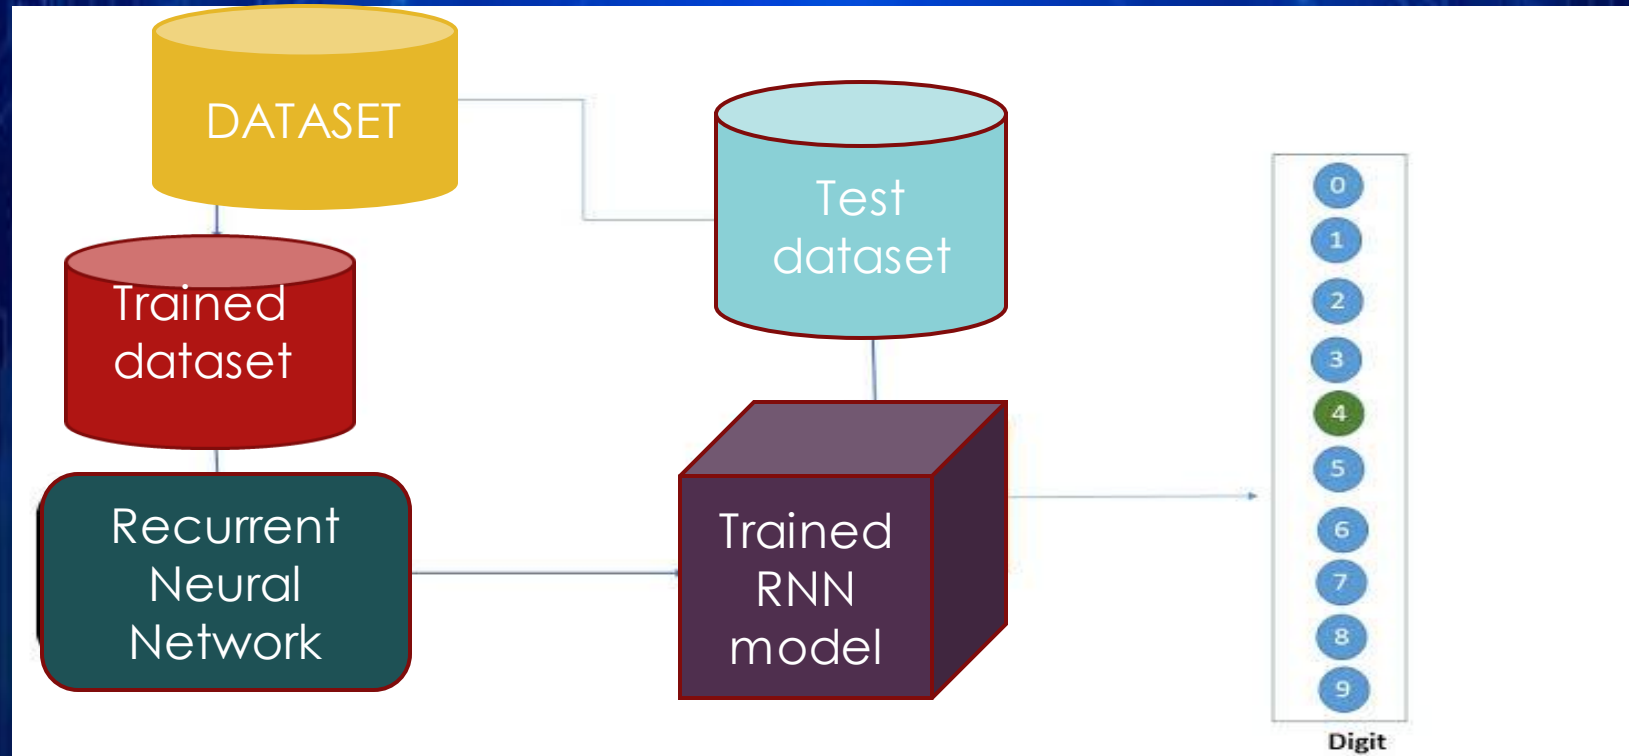 DATASET
Test
dataset
Trained
dataset
Recurrent
Neural
Network
Trained
RNN
model
0
1
2
3
4
5
6
7
8
9
Digit